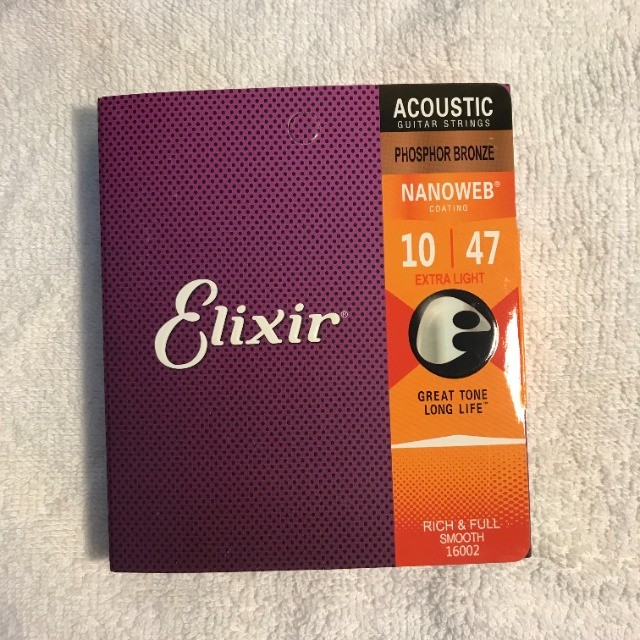 Elixir®
ACOUSTIC
GUITAR STRINGS
PHOSPHOR BRONZE
NANOWEB®
COATING
10 | 47
EXTRA LIGHT
GREAT TONE
LONG LIFE™
RICH & FULL
SMOOTH
16002